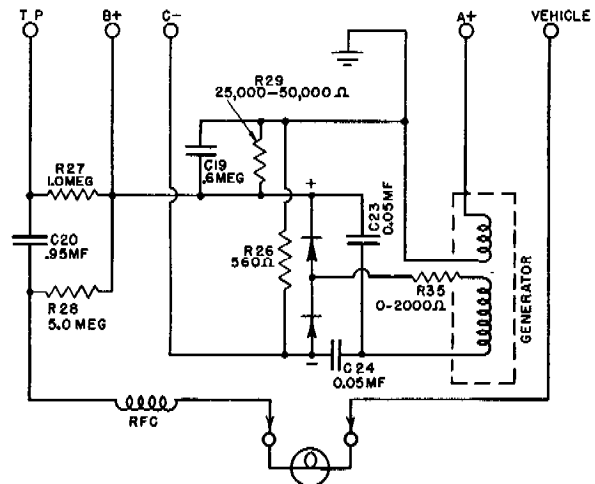 T P B+ C- A+ VEHICLE
R29
25,000-50,000 Ω
C19
.6MEG
R27
1.0MEG
+
C23
0.05MF
C20
.95MF
R26
560Ω
R35
0-2000Ω
GENERATOR
R28
5.0 MEG
-
C24
0.05MF
RFC